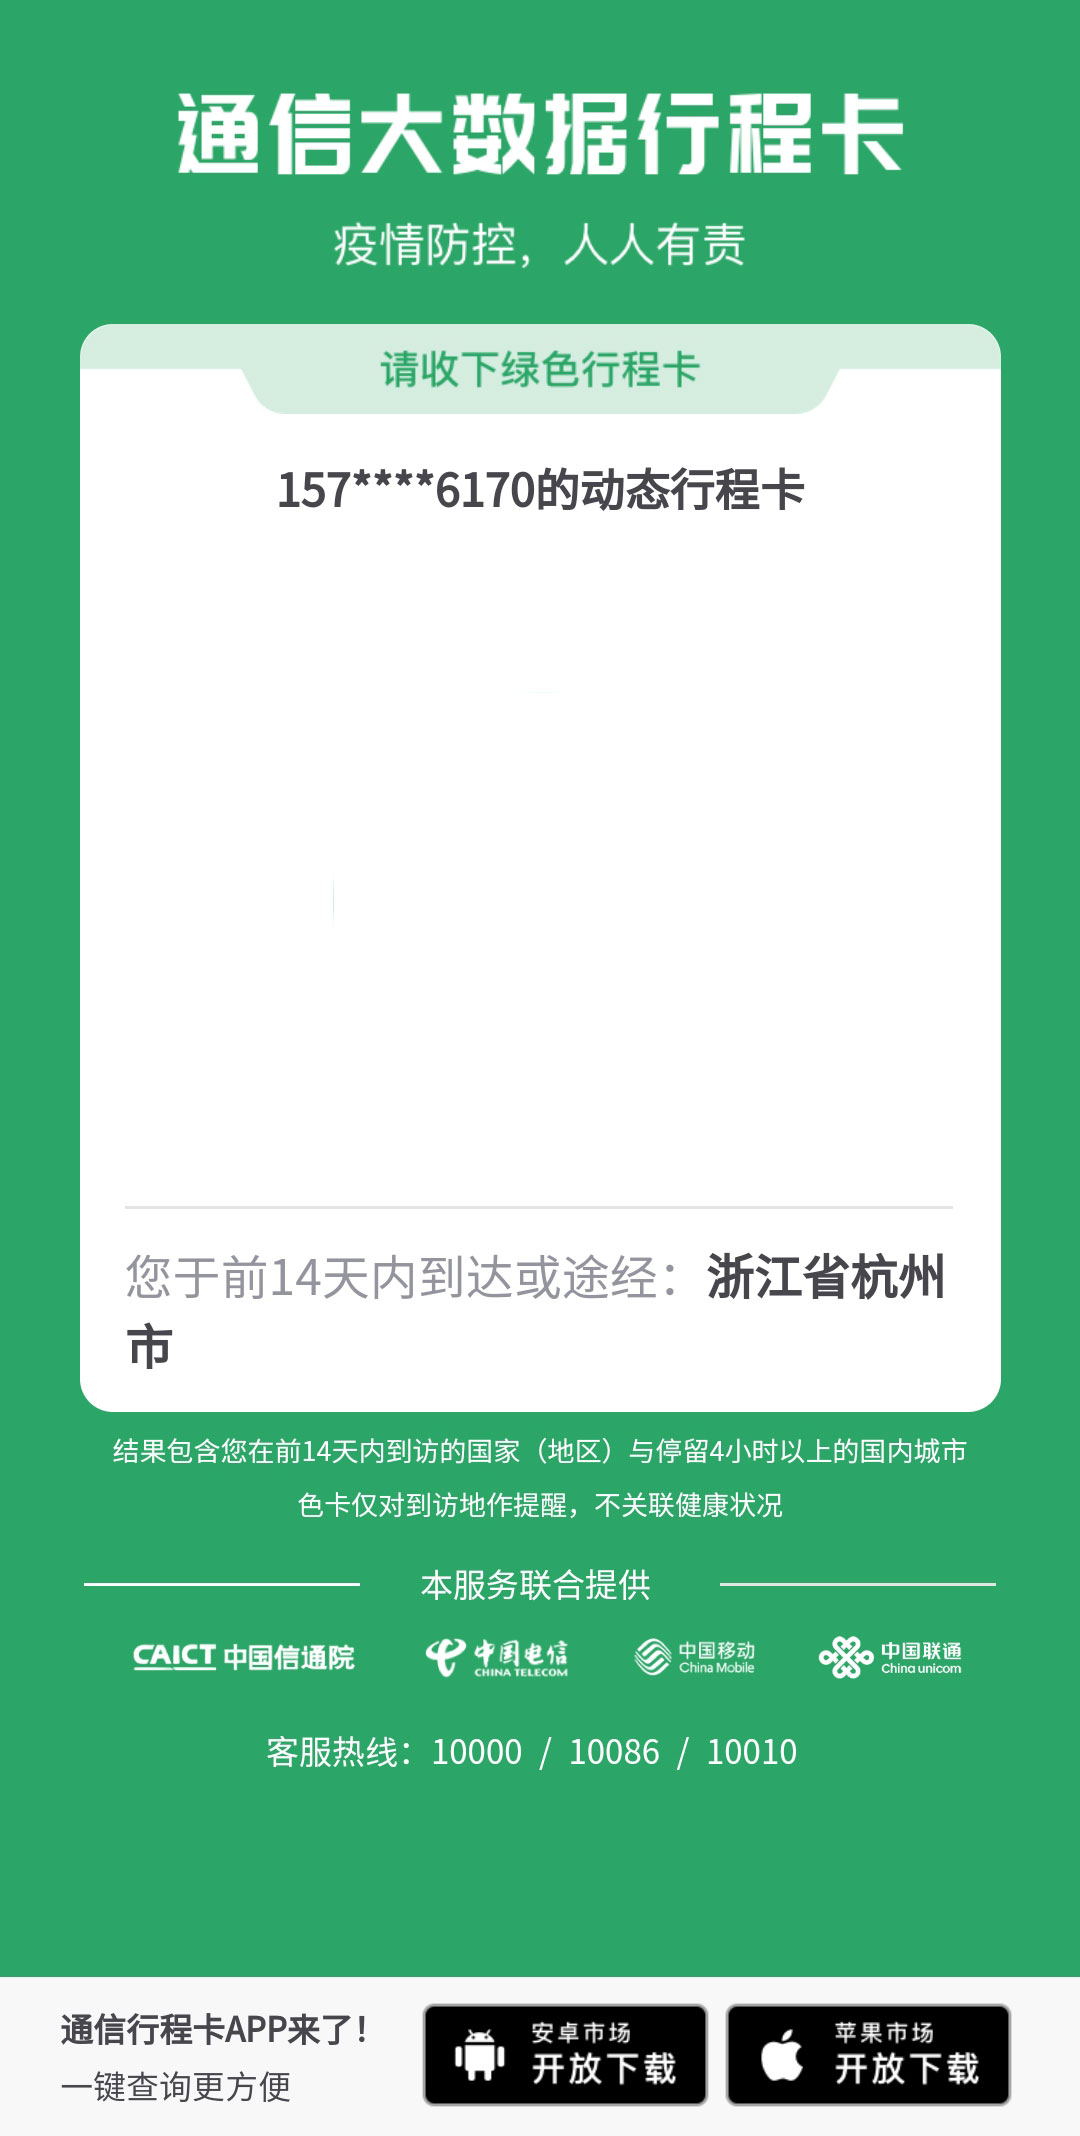 通信大数据行程卡
疫情防控，人人有责
请收下绿色行程卡
157****6170的动态行程卡
您于前14天内到达或途经：浙江省杭州
市
结果包含您在前14天内到访的国家（地区）与停留4小时以上的国内城市
色卡仅对到访地作提醒，不关联健康状况
本服务联合提供
CAICT 中国信通院 中国电信 CHINA TELECOM 中国移动 China Mobile 中国联通 China unicom
客服热线：10000 / 10086 / 10010
通信行程卡APP来了！
一键查询更方便
安卓市场
开放下载
苹果市场
开放下载